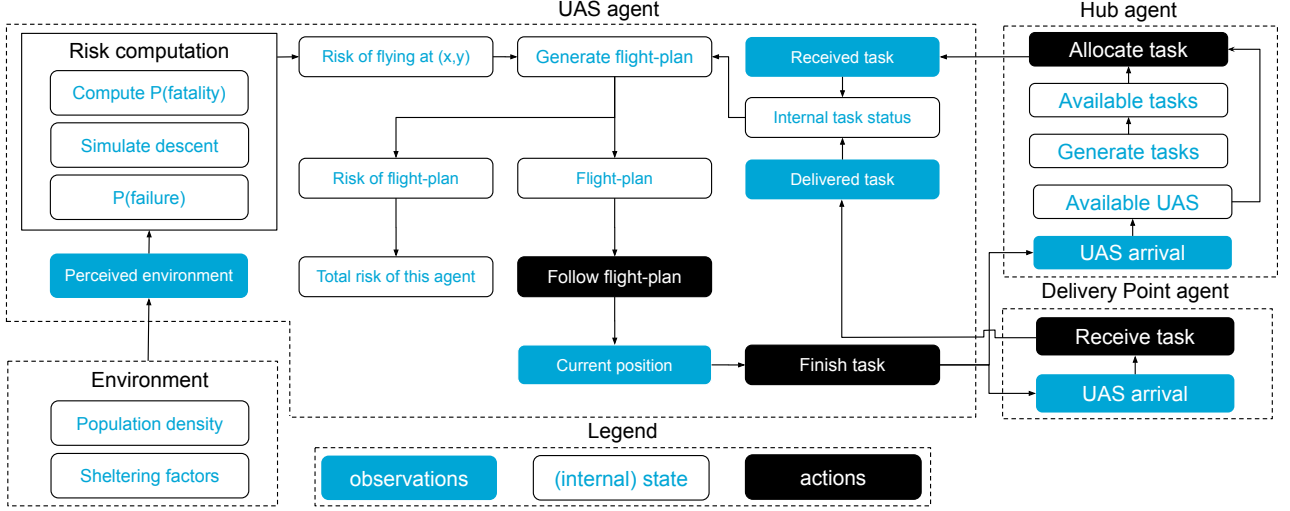 UAS agent
Risk computation
Compute P(fatality)
Simulate descent
P(failure)
Perceived environment
Risk of flying at (x,y)
Generate flight-plan
Received task
Internal task status
Delivered task
Risk of flight-plan
Flight-plan
Total risk of this agent
Follow flight-plan
Current position
Finish task
Hub agent
Allocate task
Available tasks
Generate tasks
Available UAS
UAS arrival
Delivery Point agent
Receive task
UAS arrival
Environment
Population density
Sheltering factors
Legend
observations
(internal) state
actions